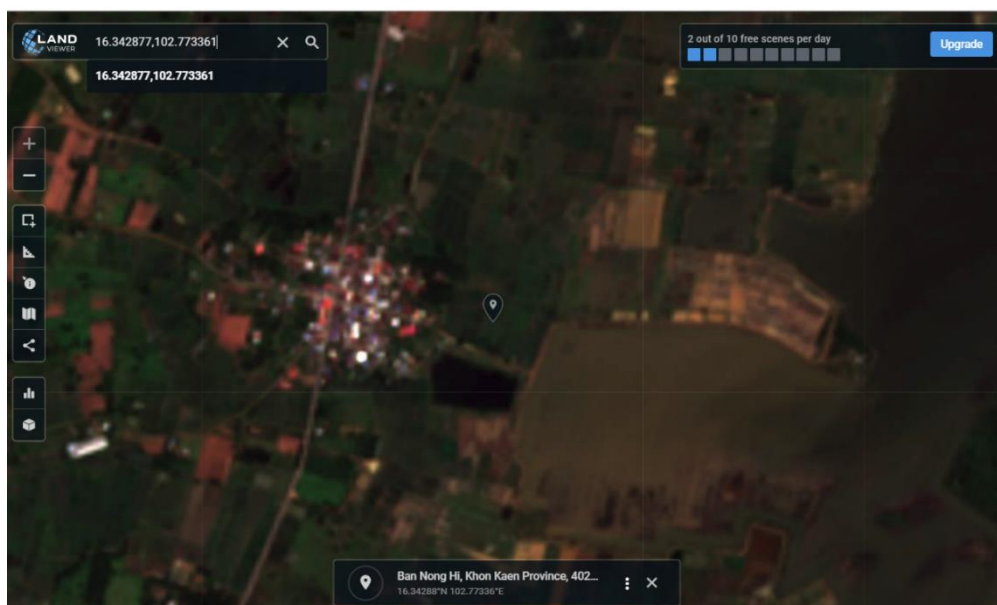 LAND
VIEWER
16.342877,102.773361
16.342877,102.773361
2 out of 10 free scenes per day
Upgrade
Ban Nong Hi, Khon Kaen Province, 402...
16.34288°N 102.77336°E